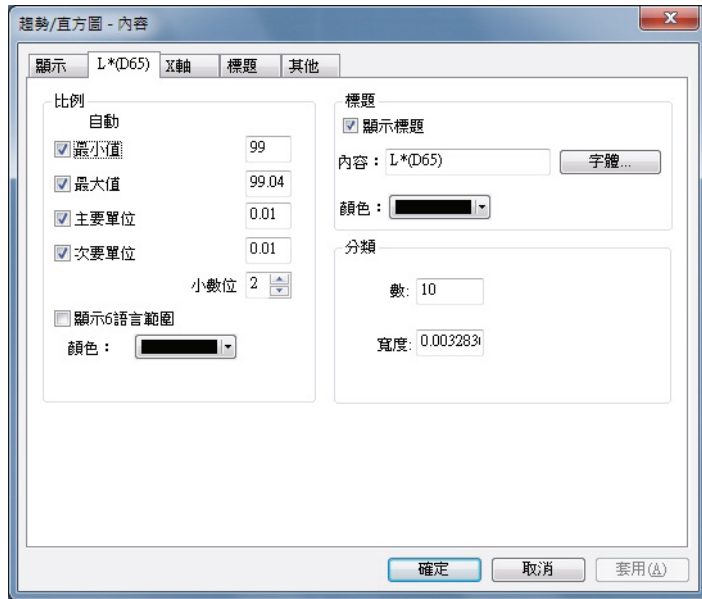 趨勢/直方圖 - 內容
顯示 L*(D65) X軸 標題 其他
比例
自動
最小值 99
最大值 99.04
主要單位 0.01
次要單位 0.01
小數位 2
顯示6語言範圍
顏色：
標題
顯示標題
內容： L*(D65) 字體...
顏色：
分類
數: 10
寬度: 0.003283
確定 取消 套用(A)